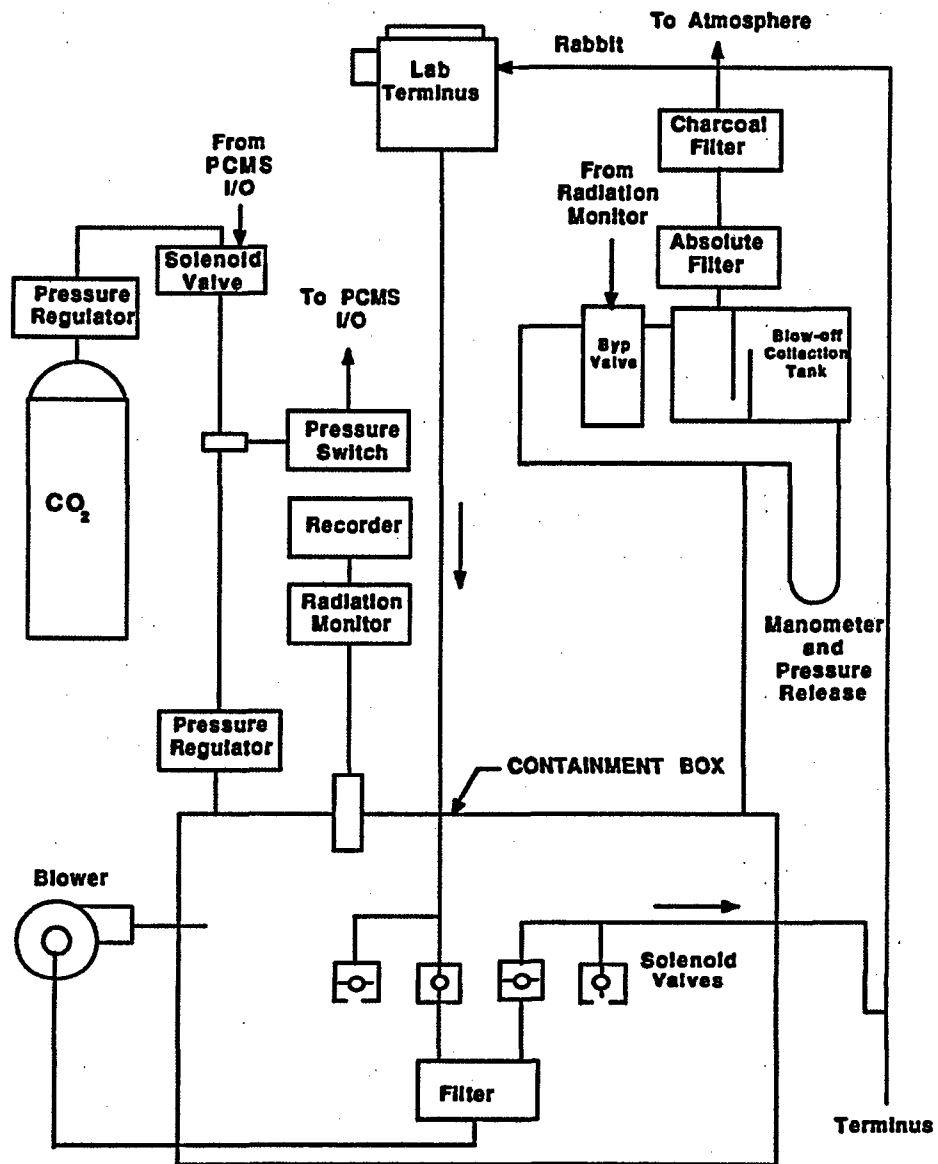 To Atmosphere
Rabbit
Lab
Terminus
Charcoal
Filter
From
PCMS
I/O
From
Radiation
Monitor
Solenoid
Valve
Absolute
Filter
Pressure
Regulator
To PCMS
I/O
Byp
Valve
Blow-off
Collection
Tank
Pressure
Switch
CO2
Recorder
Radiation
Monitor
Manometer
and
Pressure
Release
Pressure
Regulator
CONTAINMENT BOX
Blower
Solenoid
Valves
Filter
Terminus